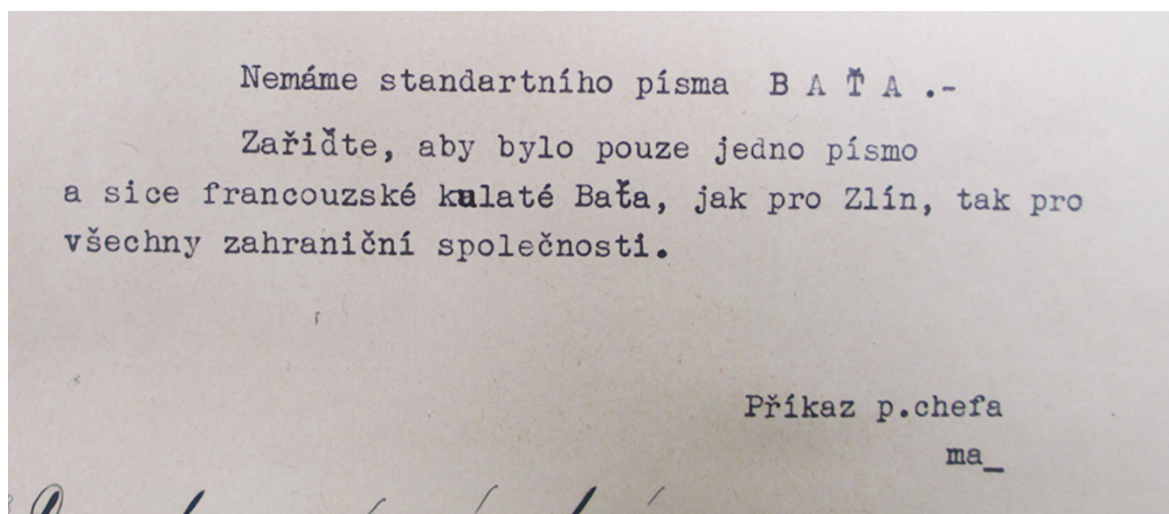 Nemáme standartního písma B A Ť A .-
Zařiďte, aby bylo pouze jedno písmo
a sice francouzské kulaté Baťa, jak pro Zlín, tak pro
všechny zahraniční společnosti.
Příkaz p.chefa
ma_